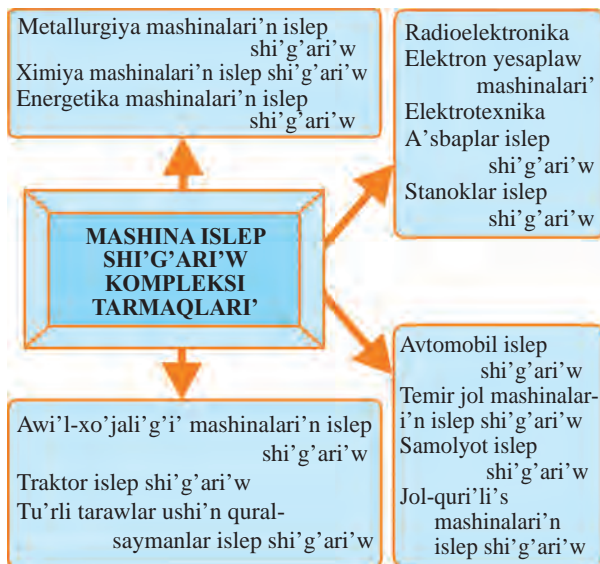 Metallurgiya mashinalari’n islep
shi’g’ari’w
Ximiya mashinalari’n islep shi’g’ari’w
Energetika mashinalari’n islep
shi’g’ari’w
Radioelektronika
Elektron yesaplaw
mashinalari’
Elektrotexnika
A’sbaplar islep
shi’g’ari’w
Stanoklar islep
shi’g’ari’w
MASHINA ISLEP
SHI’G’ARI’W
KOMPLEKSI
TARMAQLARI’
Awi’l-xo’jali’g’i’ mashinalari’n islep
shi’g’ari’w
Traktor islep shi’g’ari’w
Tu’rli tarawlar ushi’n qural-
saymanlar islep shi’g’ari’w
Avtomobil islep
shi’g’ari’w
Temir jol mashinalar-
i’n islep shi’g’ari’w
Samolyot islep
shi’g’ari’w
Jol-quri’li’s
mashinalari’n
islep shi’g’ari’w